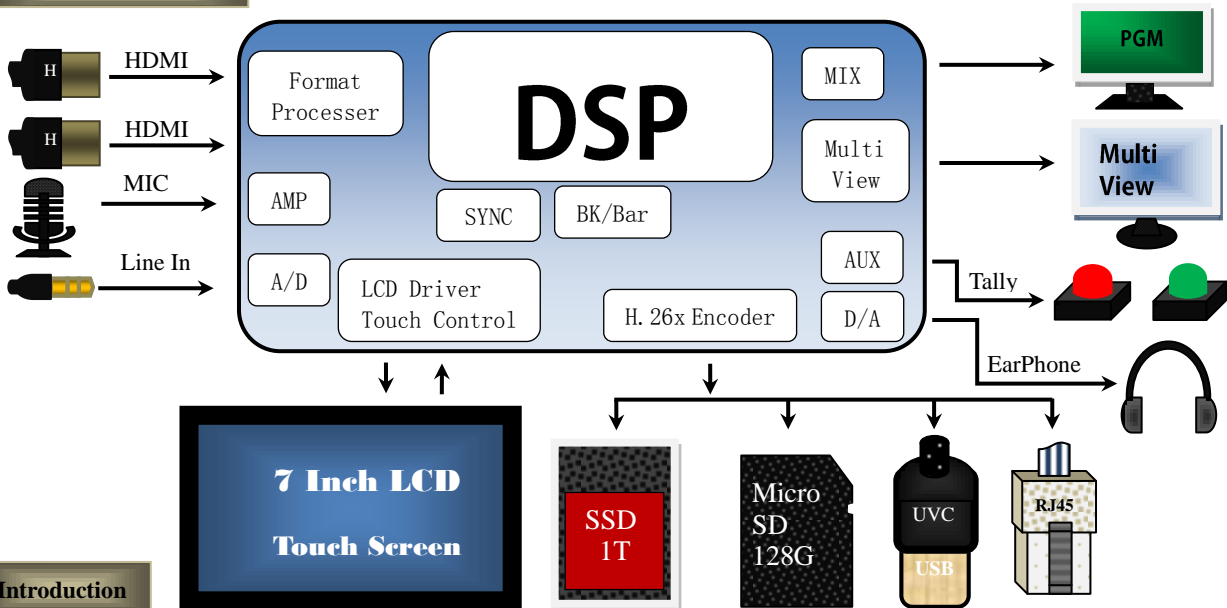 H
HDMI
H
HDMI
MIC
Line In
Format
Processer
AMP
A/D
DSP
SYNC
BK/Bar
LCD Driver
Touch Control
H.26x Encoder
MIX
Multi
View
AUX
D/A
PGM
Multi
View
Tally
EarPhone
7 Inch LCD
Touch Screen
SSD
1T
Micro
SD
128G
UVC
USB
RJ45
Introduction